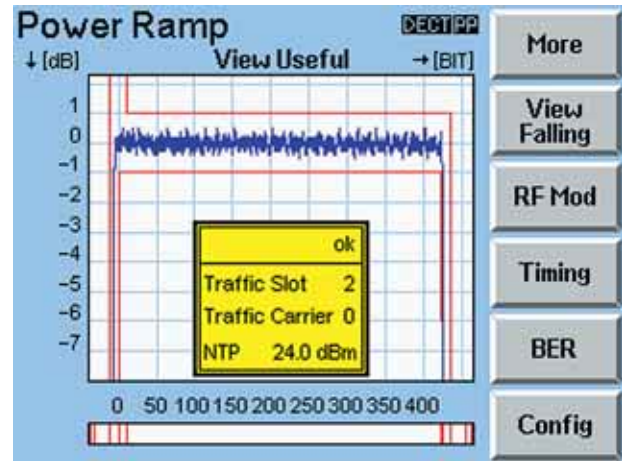 Power Ramp DECT PP
↓ [dB] View Useful → [BIT]
1
0
−1
−2
−3
−4
−5
−6
−7
ok
Traffic Slot 2
Traffic Carrier 0
NTP 24.0 dBm
0 50 100 150 200 250 300 350 400
More
View
Falling
RF Mod
Timing
BER
Config